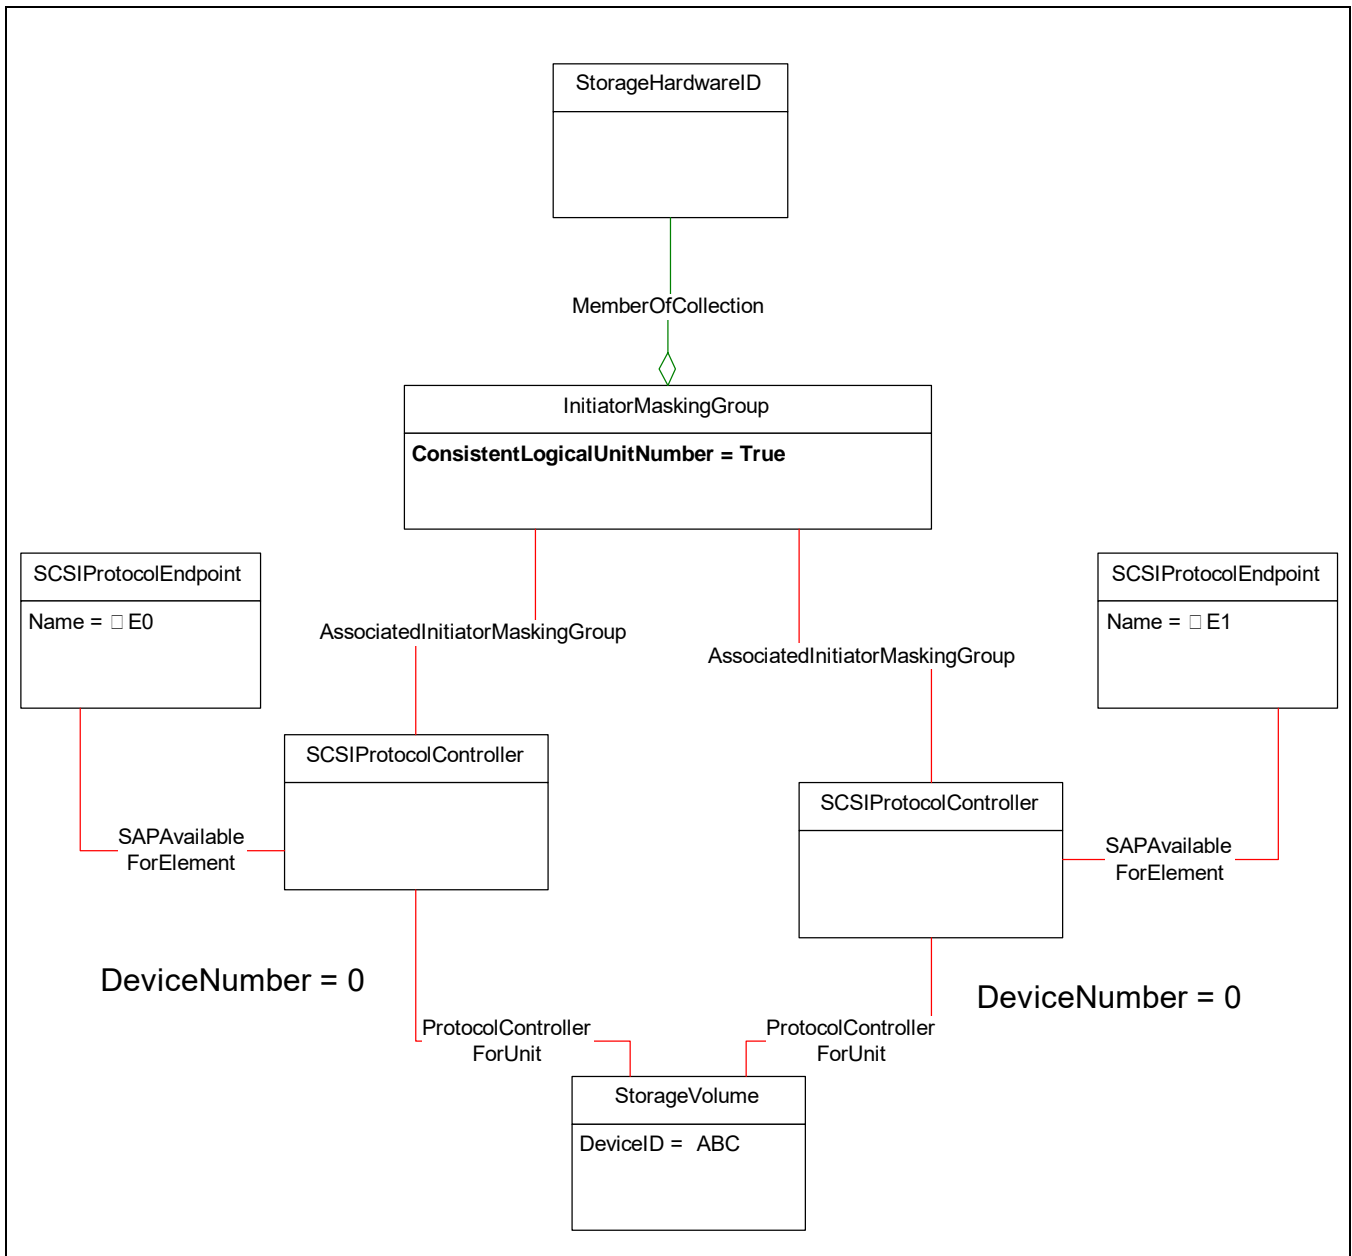 StorageHardwareID
MemberOfCollection
InitiatorMaskingGroup
ConsistentLogicalUnitNumber = True
SCSIProtocolEndpoint
Name = □ E0
SCSIProtocolEndpoint
Name = □ E1
AssociatedInitiatorMaskingGroup
AssociatedInitiatorMaskingGroup
SCSIProtocolController
SCSIProtocolController
SAPAvailable
ForElement
SAPAvailable
ForElement
DeviceNumber = 0
DeviceNumber = 0
ProtocolController
ForUnit
ProtocolController
ForUnit
StorageVolume
DeviceID = ABC